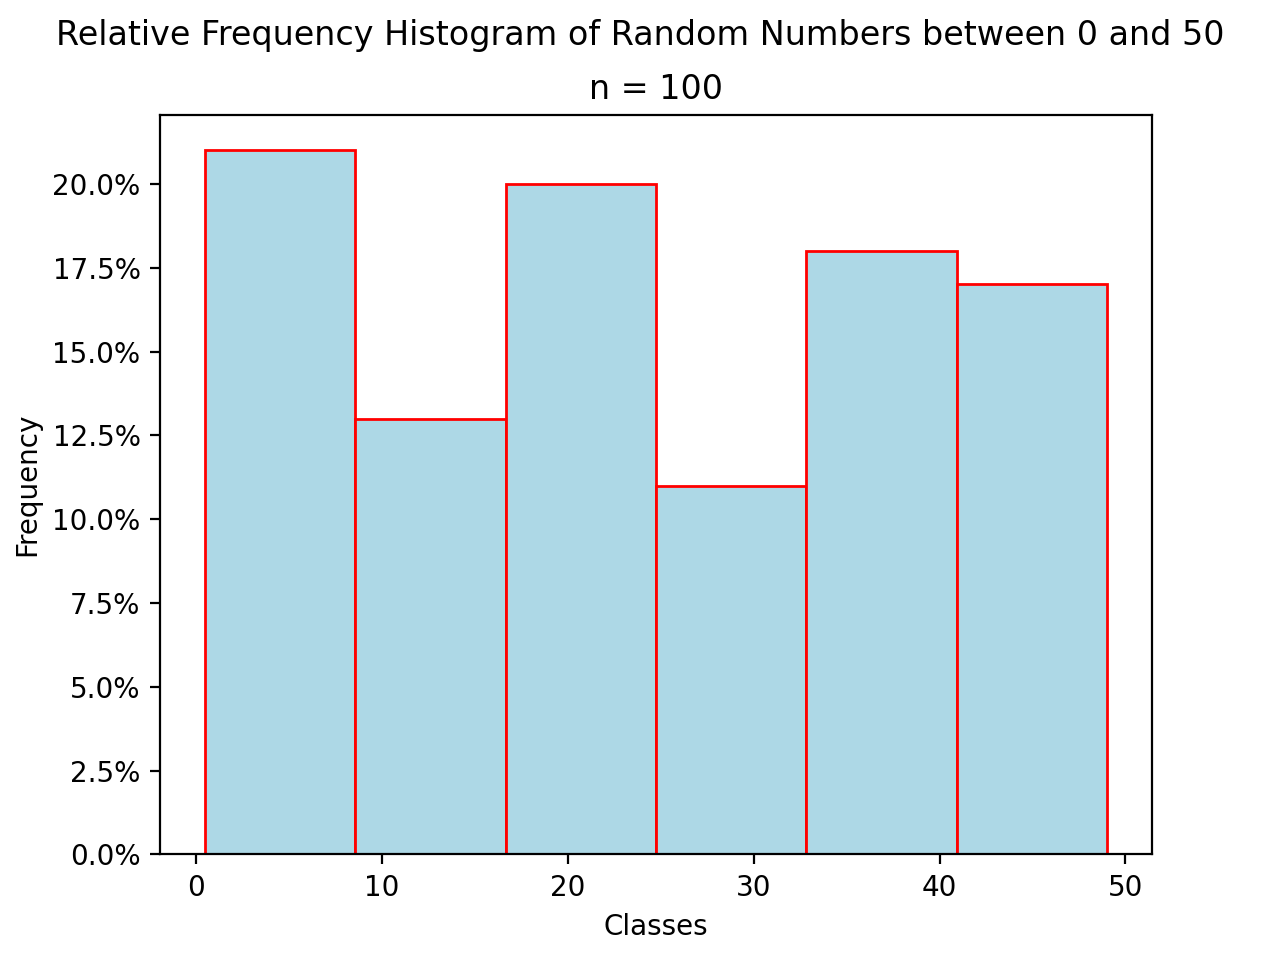 Relative Frequency Histogram of Random Numbers between 0 and 50
n = 100
20.0%
17.5%
15.0%
12.5%
10.0%
7.5%
5.0%
2.5%
0.0%
Frequency
0 10 20 30 40 50
Classes